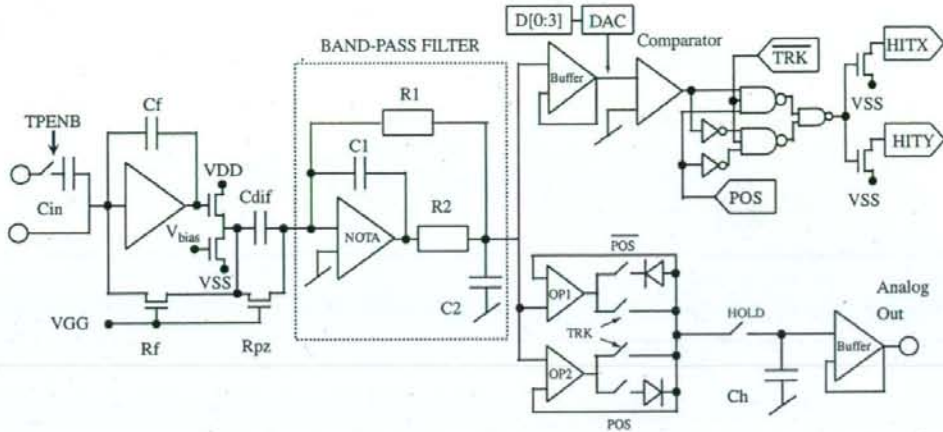 D[0:3]
DAC
Comparator
TRK
HITX
BAND-PASS FILTER
Buffer
R1
VSS
Cf
TPENB
C1
VDD
Cdif
R2
HITY
Cin
Vbias
NOTA
POS
VSS
VSS
POS
C2
OP1
Analog
Out
VGG
TRK
HOLD
Rf
Rpz
OP2
Buffer
Ch
POS